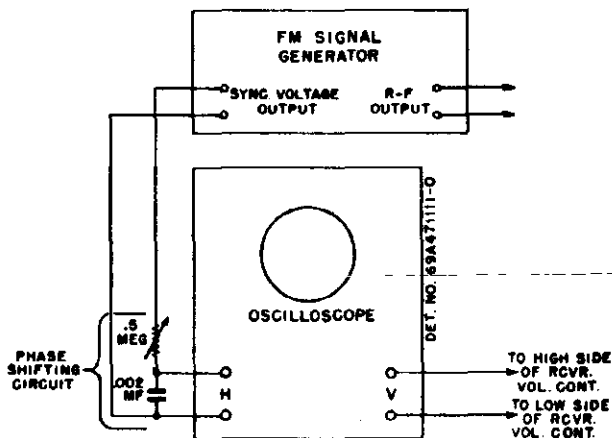 FM SIGNAL
GENERATOR
SYNC. VOLTAGE
OUTPUT
R-F
OUTPUT
DET. NO. 69A471111-0
OSCILLOSCOPE
.5
MEG
PHASE
SHIFTING
CIRCUIT
.002
MF
H
V
TO HIGH SIDE
OF RCVR.
VOL. CONT.
TO LOW SIDE
OF RCVR.
VOL. CONT.